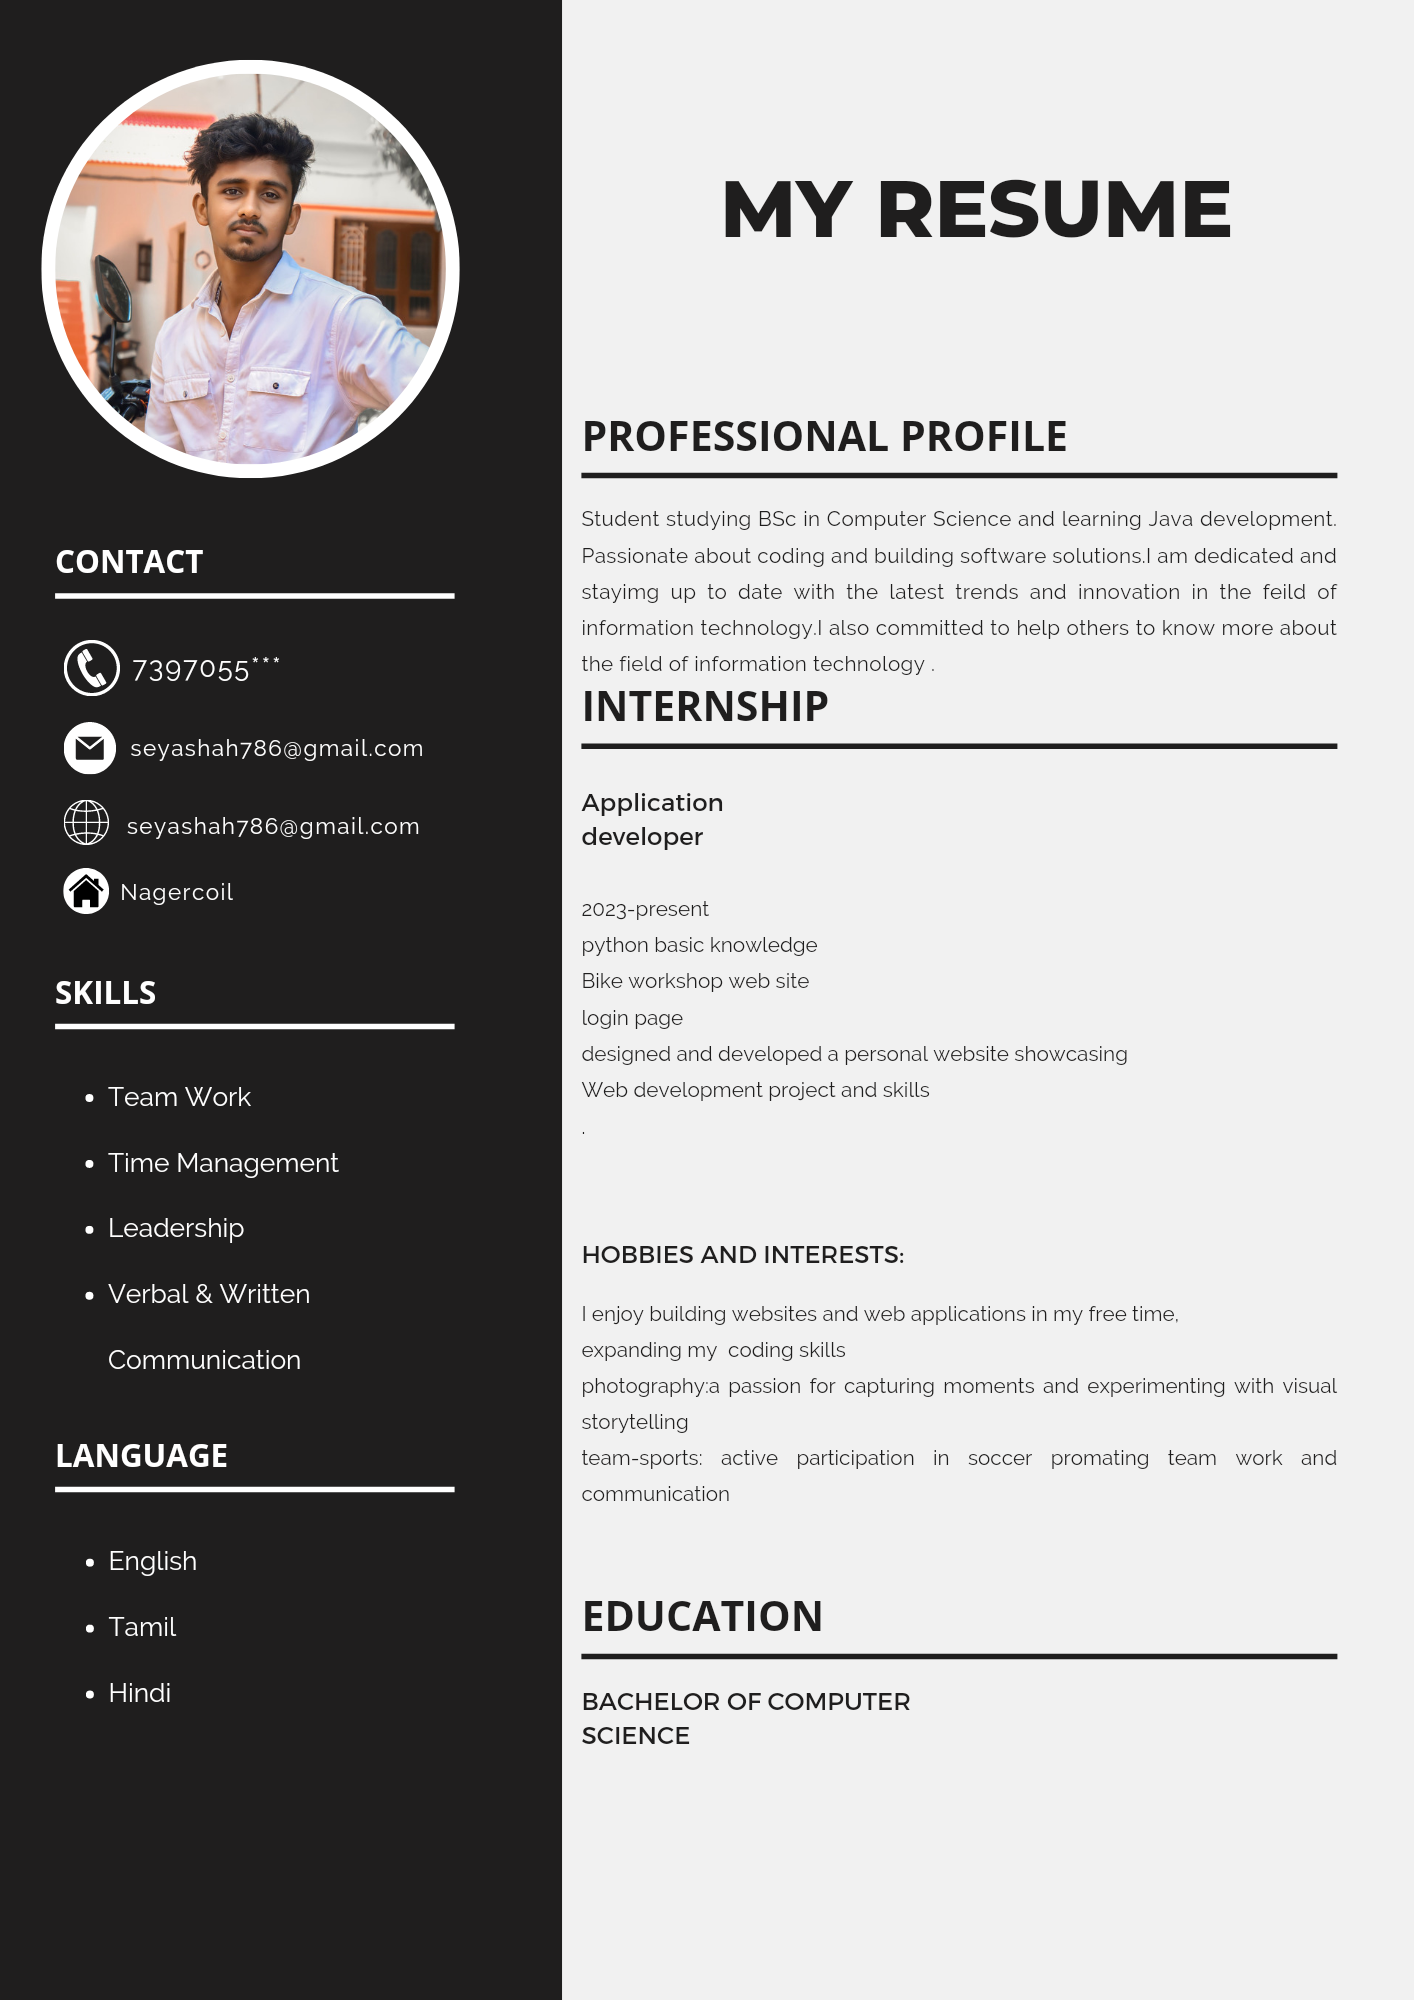 MY RESUME
CONTACT
7397055***
seyashah786@gmail.com
seyashah786@gmail.com
Nagercoil
SKILLS
• Team Work
• Time Management
• Leadership
• Verbal & Written
Communication
LANGUAGE
• English
• Tamil
• Hindi
PROFESSIONAL PROFILE
Student studying BSc in Computer Science and learning Java development.
Passionate about coding and building software solutions.I am dedicated and
stayimg up to date with the latest trends and innovation in the feild of
information technology.I also committed to help others to know more about
the field of information technology .
INTERNSHIP
Application
developer
2023-present
python basic knowledge
Bike workshop web site
login page
designed and developed a personal website showcasing
Web development project and skills
.
HOBBIES AND INTERESTS:
I enjoy building websites and web applications in my free time,
expanding my  coding skills
photography:a passion for capturing moments and experimenting with visual
storytelling
team-sports: active participation in soccer promating team work and
communication
EDUCATION
BACHELOR OF COMPUTER
SCIENCE